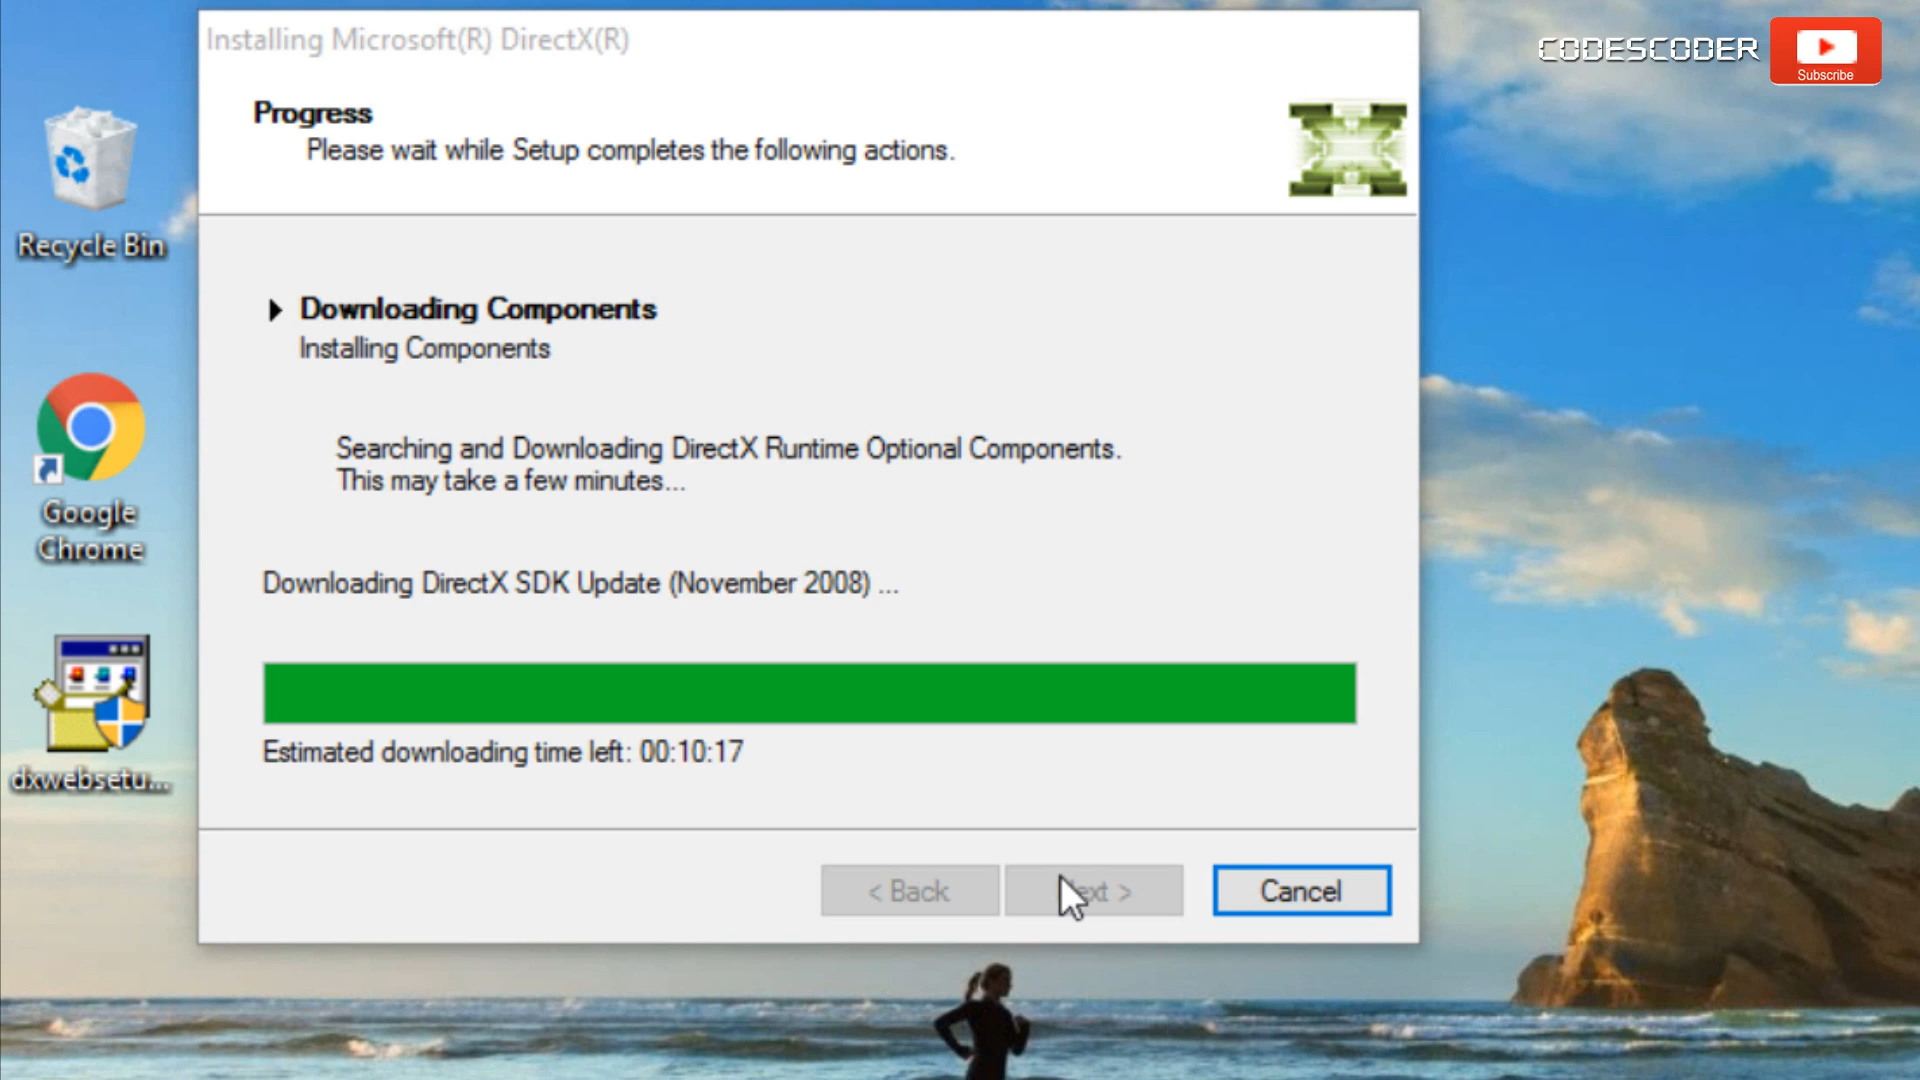 Installing Microsoft(R) DirectX(R)
CODESCODER
Subscribe
Progress
Please wait while Setup completes the following actions.
Recycle Bin
Downloading Components
Installing Components
Searching and Downloading DirectX Runtime Optional Components.
This may take a few minutes...
Google
Chrome
Downloading DirectX SDK Update (November 2008) ...
Estimated downloading time left: 00:10:17
dxwebsetu...
< Back
>
Cancel